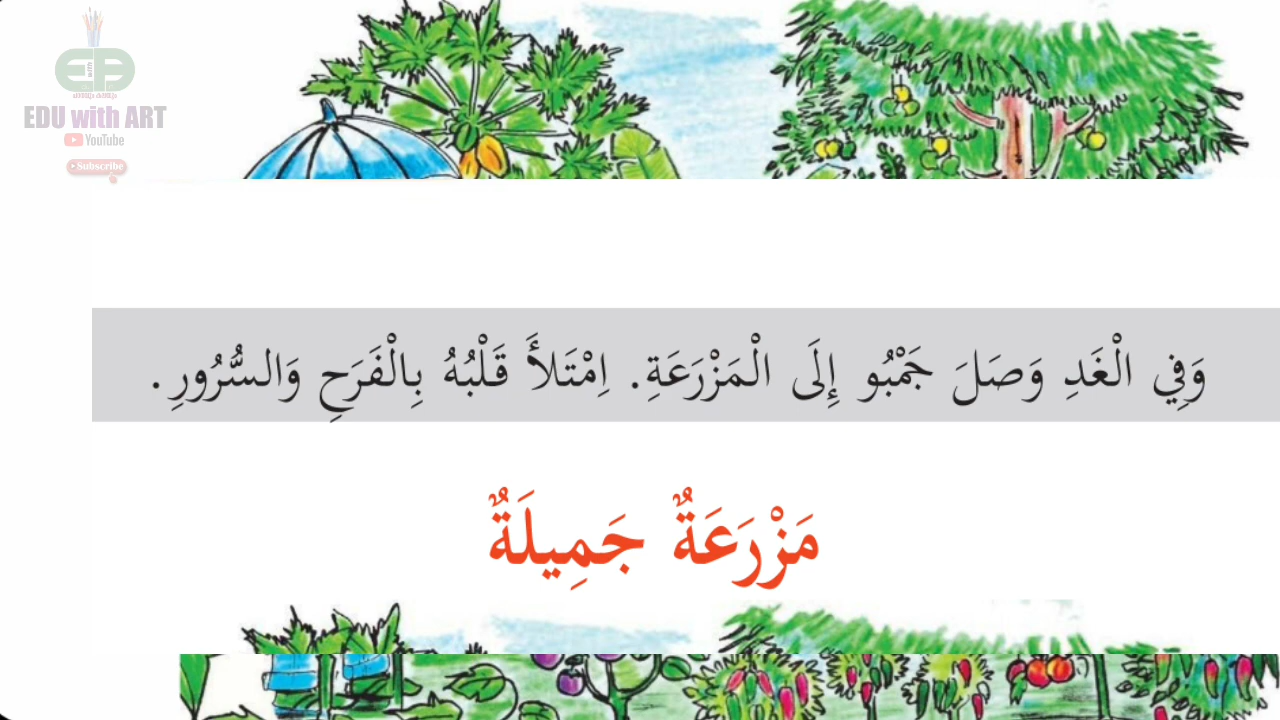 EDU with ART
YouTube
Subscribe
وَفِي الْغَدِ وَصَلَ جَمْبُو إِلَى الْمَزْرَعَةِ. اِمْتَلأَ قَلْبُهُ بِالْفَرَحِ وَالسُّرُورِ.
مَزْرَعَةٌ جَمِيلَةٌ